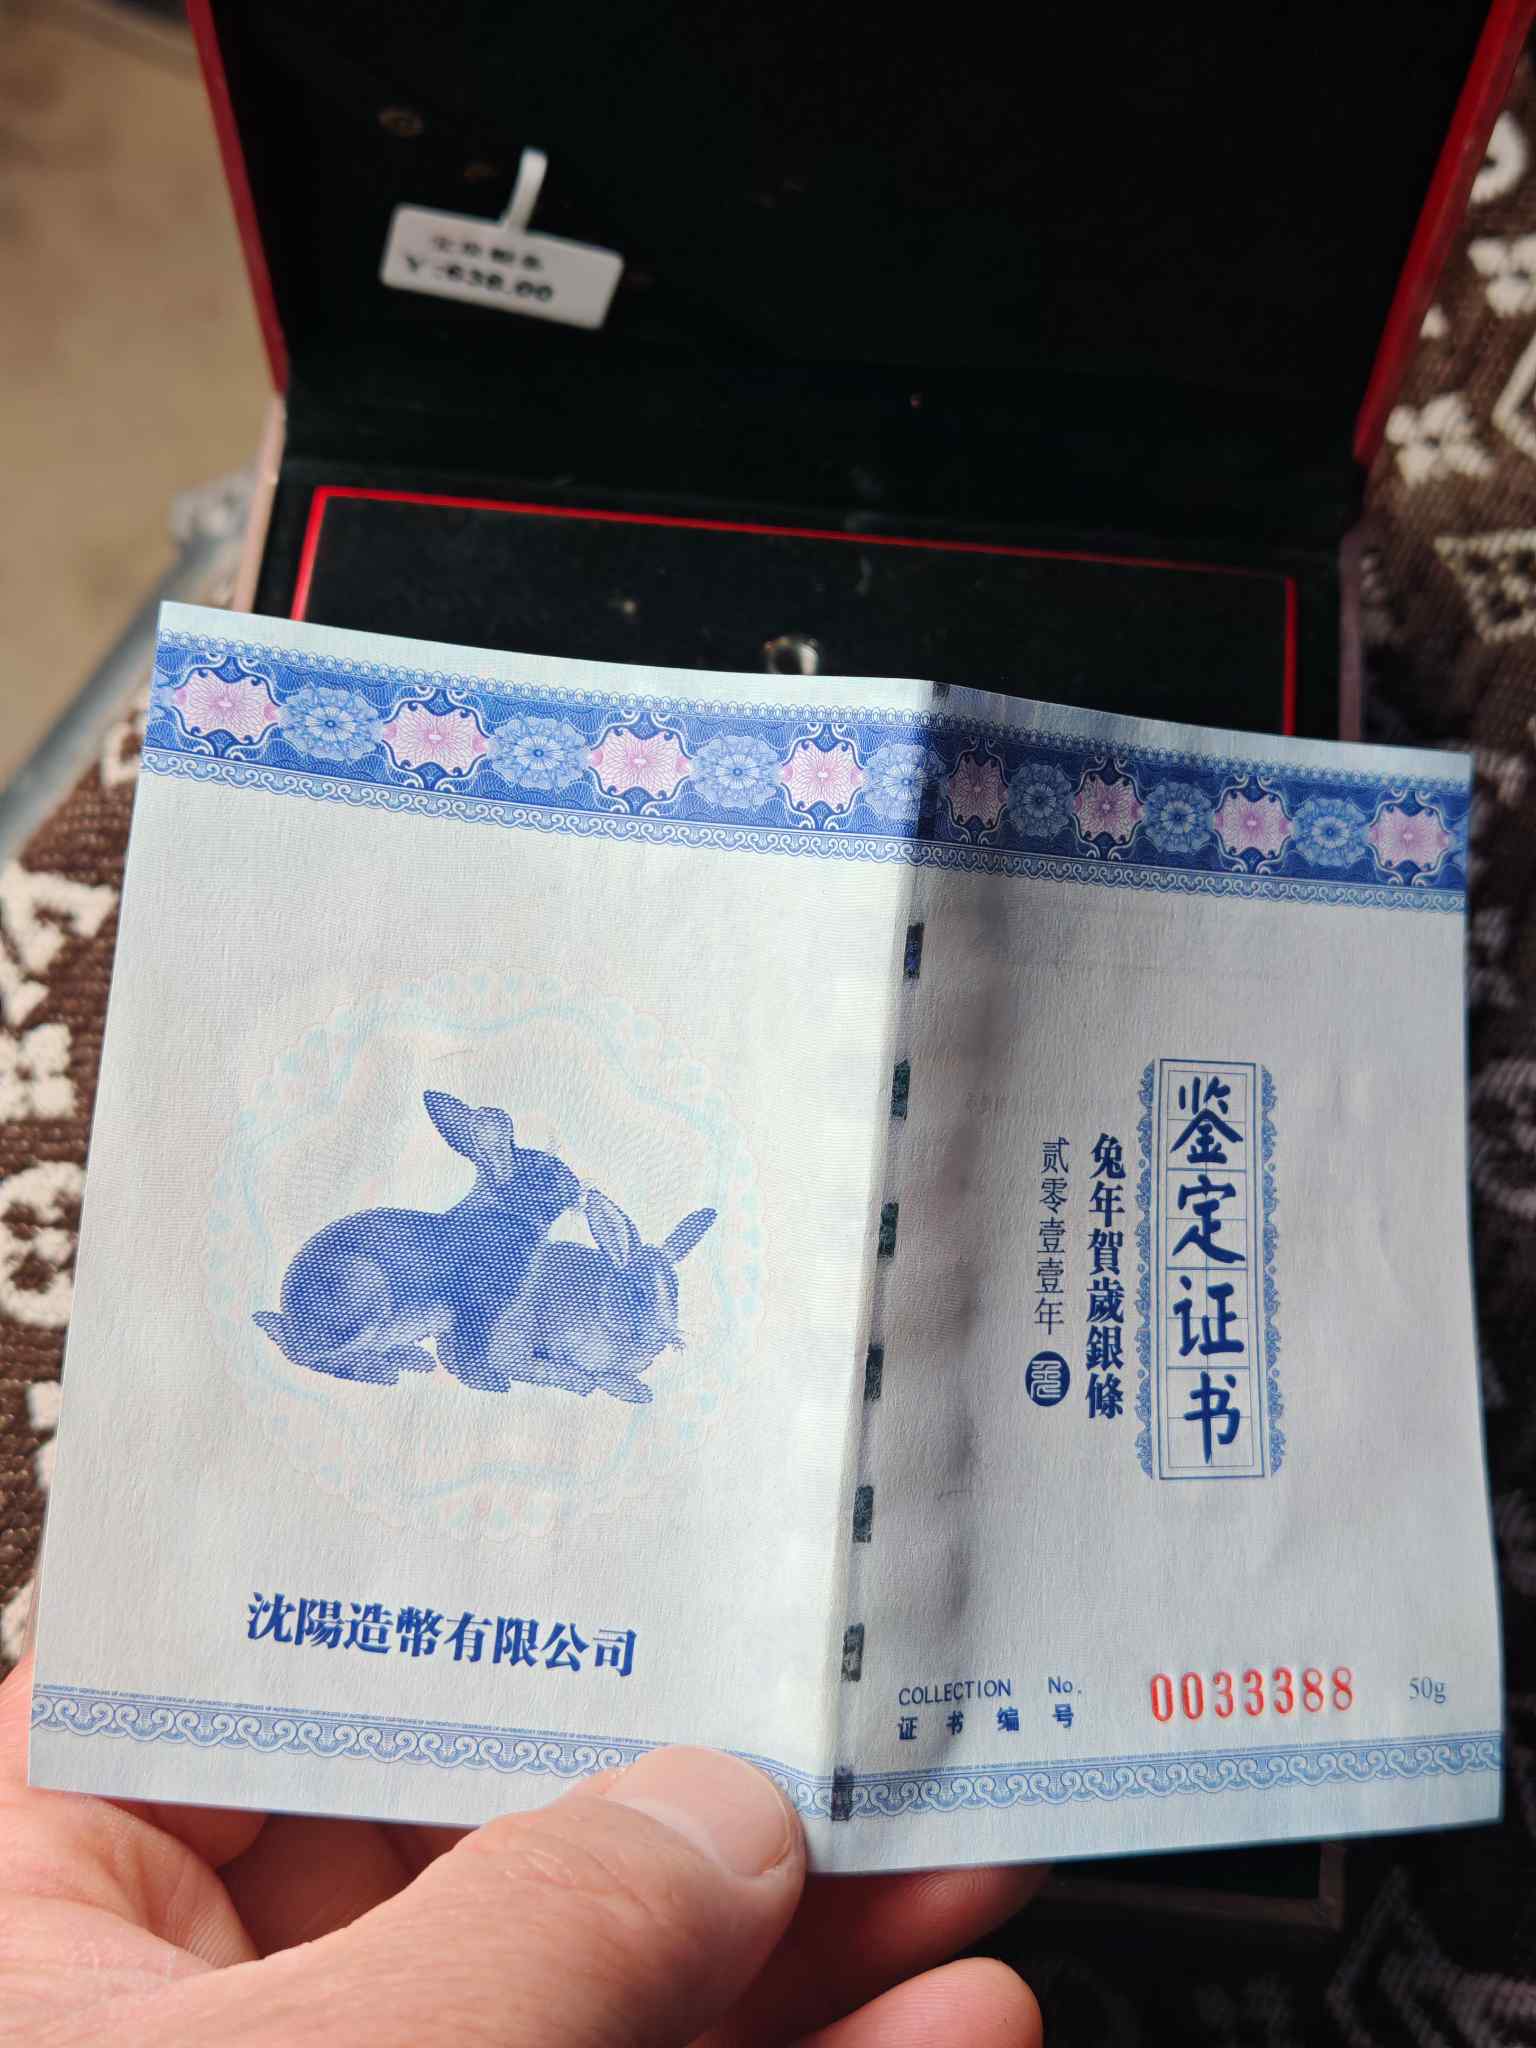 鉴定证书
兔年賀歲銀條
贰零壹壹年
沈陽造幣有限公司
COLLECTION No.
证书编号
0033388
50g